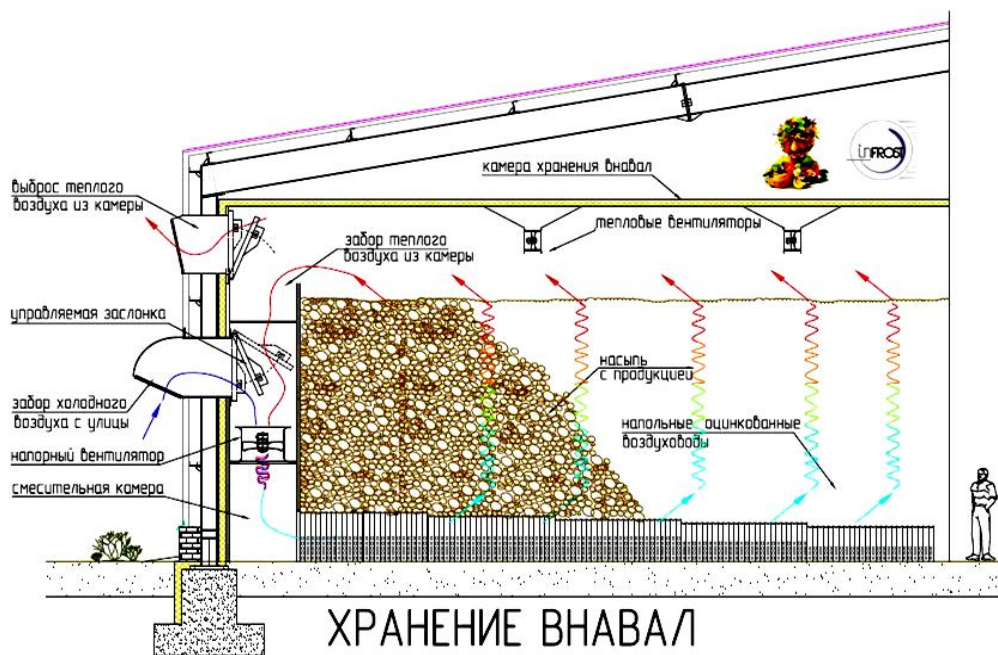 камера хранения внавал
inFROST
выброс теплого
воздуха из камеры
тепловые вентиляторы
забор теплого
воздуха из камеры
управляемая заслонка
насыпь
с продукцией
забор холодного
воздуха с улицы
напольные оцинкованные
воздуховоды
напорный вентилятор
смесительная камера
ХРАНЕНИЕ ВНАВАЛ